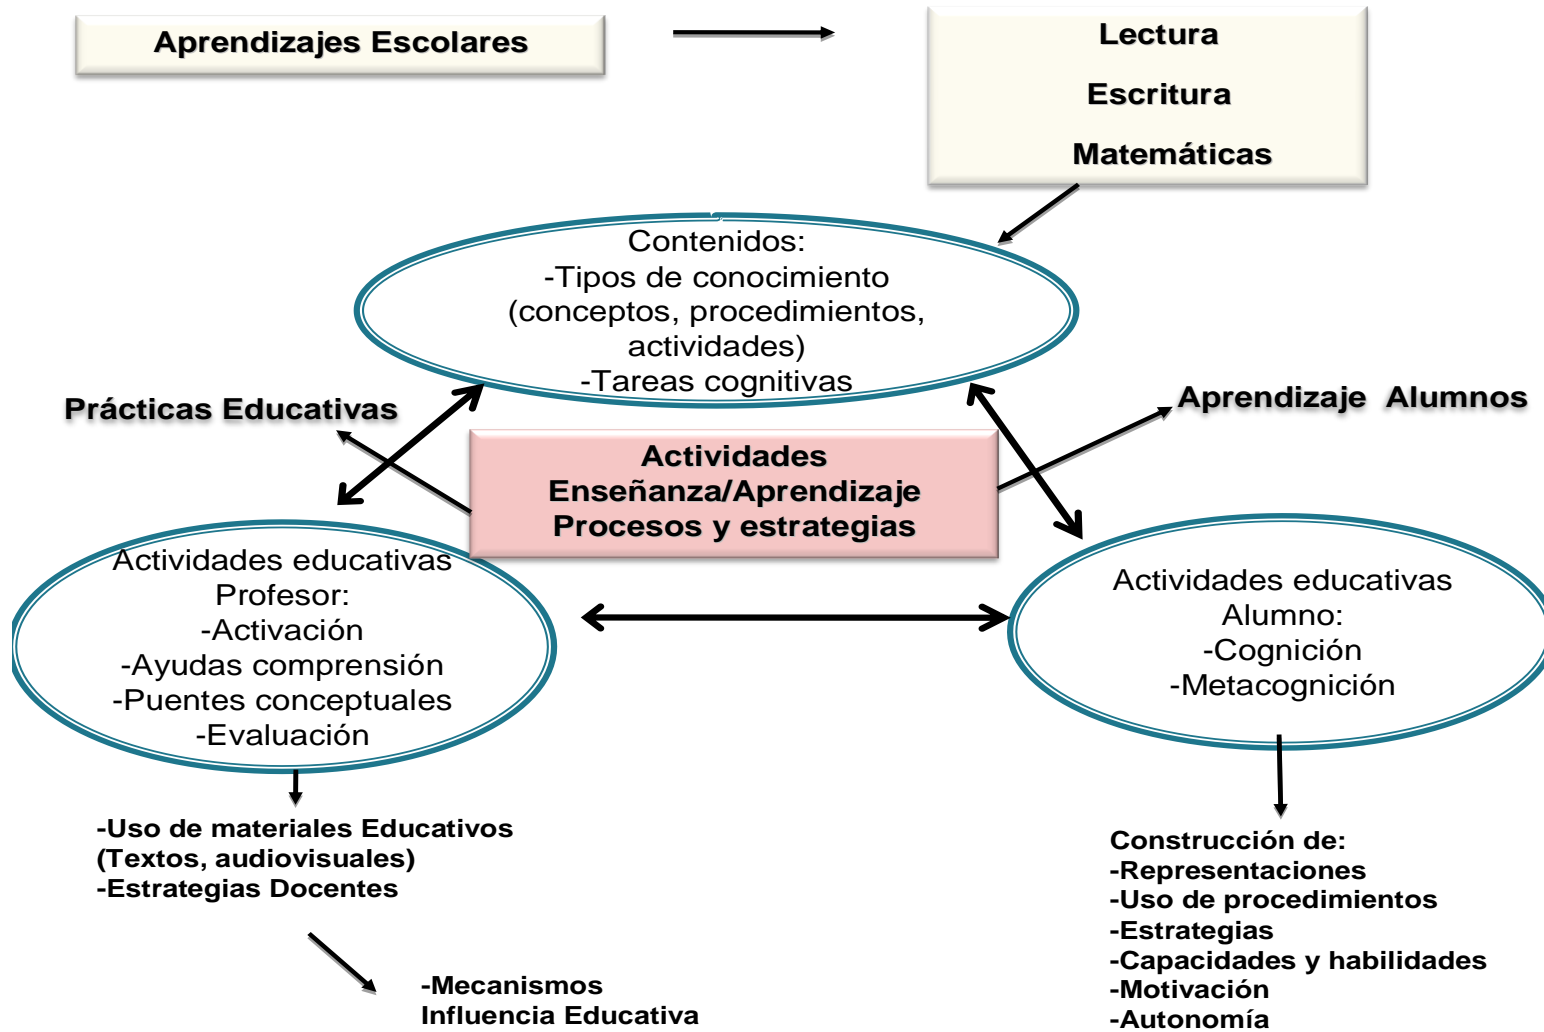 Aprendizajes Escolares
Lectura
Escritura
Matemáticas
Contenidos:
-Tipos de conocimiento
(conceptos, procedimientos,
actividades)
-Tareas cognitivas
Prácticas Educativas
Aprendizaje Alumnos
Actividades
Enseñanza/Aprendizaje
Procesos y estrategias
Actividades educativas
Profesor:
-Activación
-Ayudas comprensión
-Puentes conceptuales
-Evaluación
Actividades educativas
Alumno:
-Cognición
-Metacognición
-Uso de materiales Educativos
(Textos, audiovisuales)
-Estrategias Docentes
-Mecanismos
Influencia Educativa
Construcción de:
-Representaciones
-Uso de procedimientos
-Estrategias
-Capacidades y habilidades
-Motivación
-Autonomía